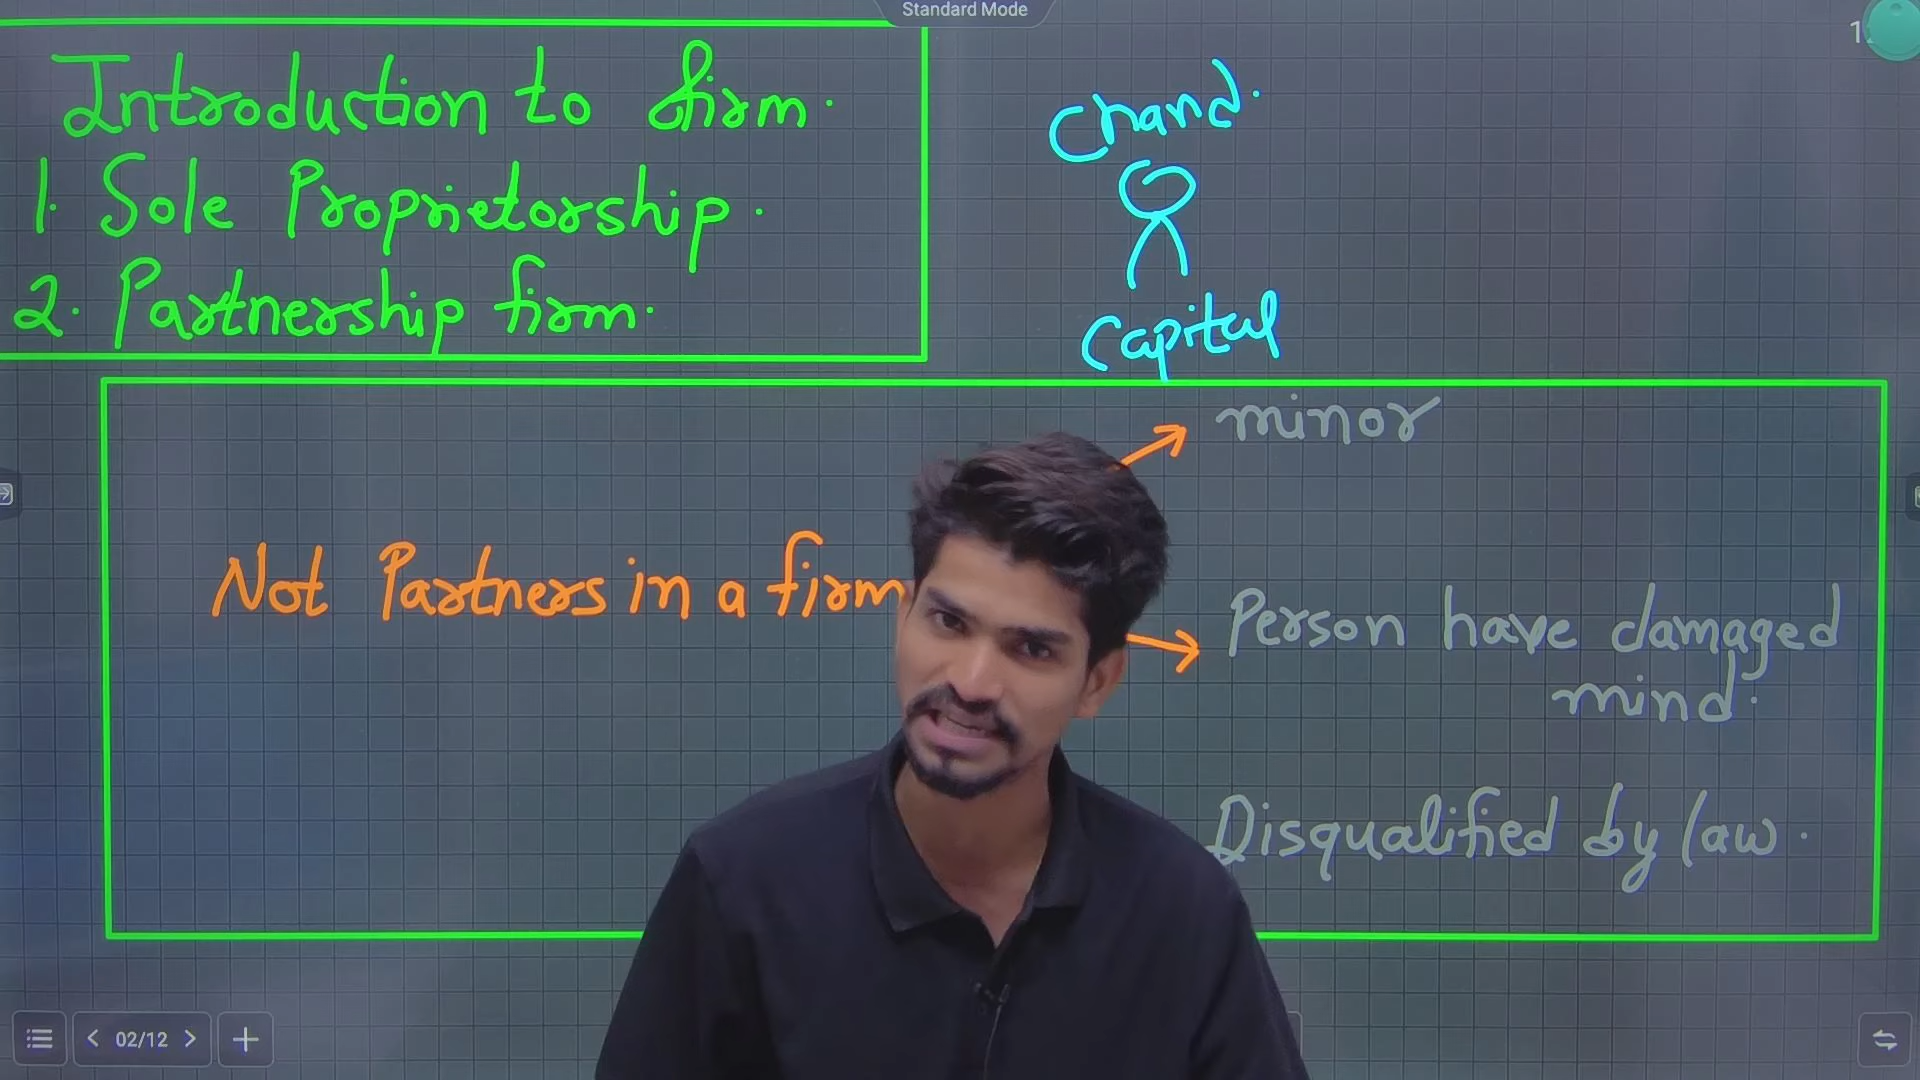 Standard Mode
Introduction to firm.
1. Sole Proprietorship.
2. Partnership firm.
Chand.
Capital
minor
Not Partners in a firm
Person have damaged
mind.
Disqualified by law.
02/12